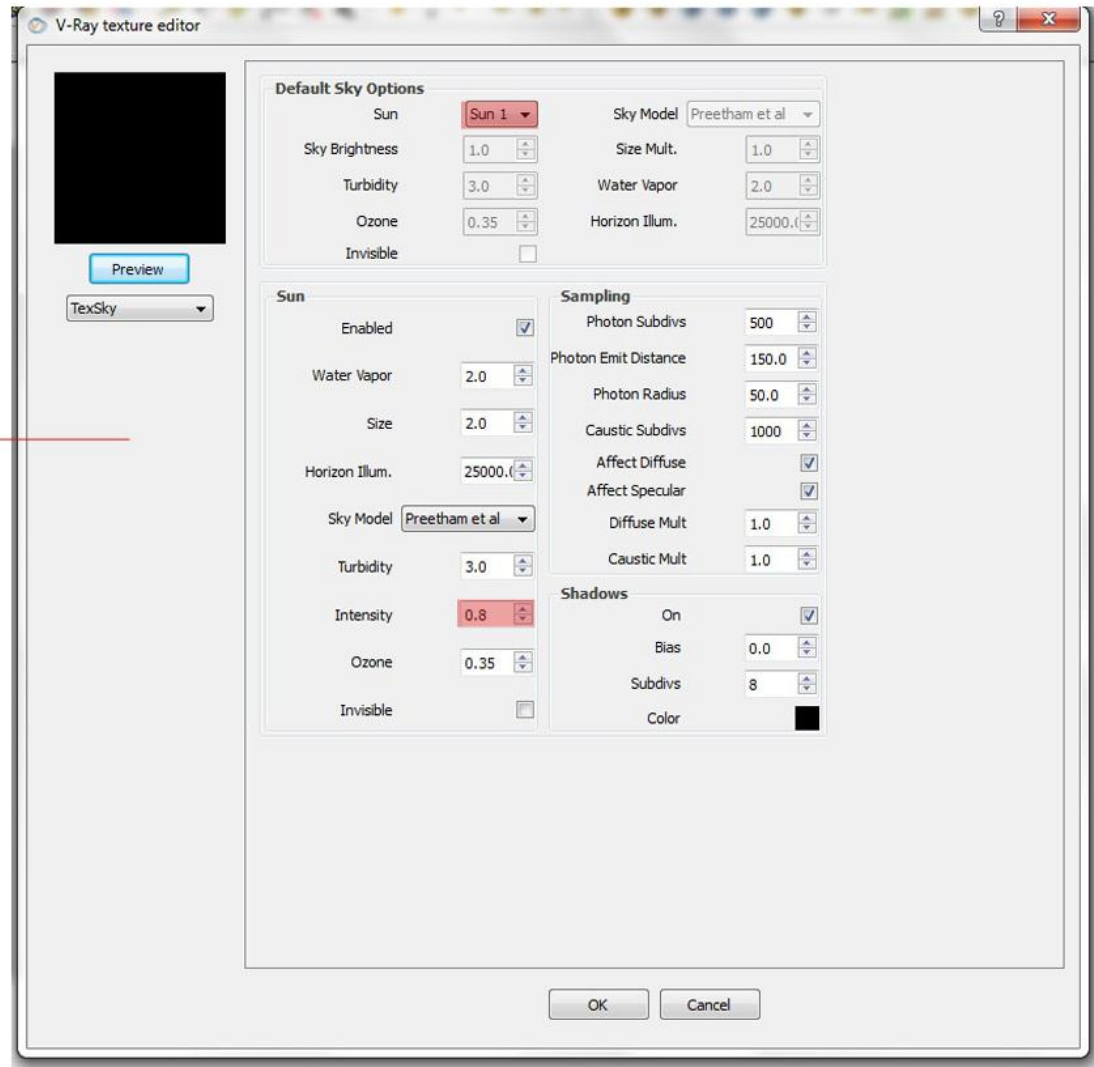 V-Ray texture editor
Default Sky Options
Sun Sun 1 Sky Model Preetham et al
Sky Brightness 1.0 Size Mult. 1.0
Turbidity 3.0 Water Vapor 2.0
Ozone 0.35 Horizon Illum. 25000.(
Invisible
Preview
TexSky
Sun
Enabled
Water Vapor 2.0
Size 2.0
Horizon Illum. 25000.(
Sky Model Preetham et al
Turbidity 3.0
Intensity 0.8
Ozone 0.35
Invisible
Sampling
Photon Subdivs 500
Photon Emit Distance 150.0
Photon Radius 50.0
Caustic Subdivs 1000
Affect Diffuse
Affect Specular
Diffuse Mult 1.0
Caustic Mult 1.0
Shadows
On
Bias 0.0
Subdivs 8
Color
OK Cancel